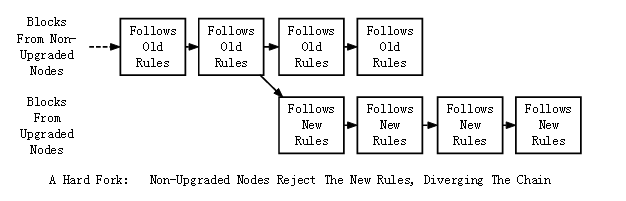 Blocks
From Non-
Upgraded
Nodes
Follows
Old
Rules
Follows
Old
Rules
Follows
Old
Rules
Follows
Old
Rules
Blocks
From
Upgraded
Nodes
Follows
New
Rules
Follows
New
Rules
Follows
New
Rules
Follows
New
Rules
A Hard Fork: Non-Upgraded Nodes Reject The New Rules, Diverging The Chain